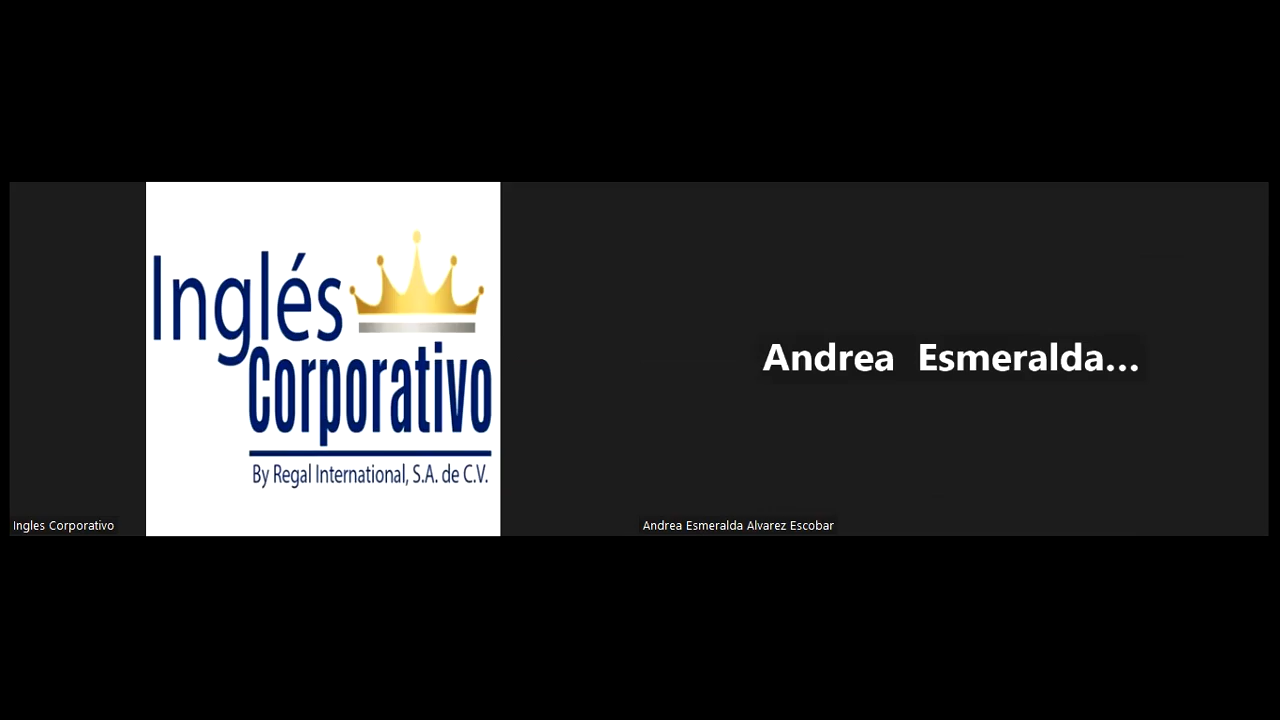 Inglés
Corporativo
By Regal International, S.A. de C.V.
Ingles Corporativo
Andrea Esmeralda...
Andrea Esmeralda Alvarez Escobar